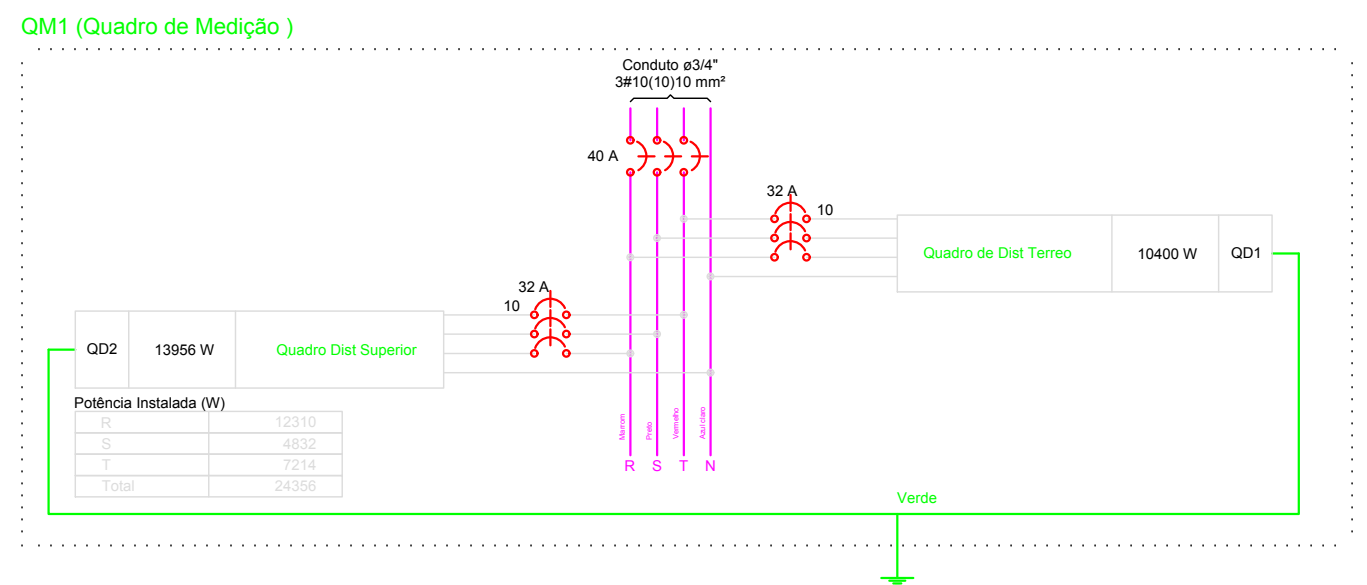 QM1 (Quadro de Medição )
Conduto ø3/4"
3#10(10)10 mm²
40 A
32 A
10
Quadro de Dist Terreo
10400 W
QD1
32 A
10
QD2
13956 W
Quadro Dist Superior
Potência Instalada (W)
R 12310
S 4832
T 7214
Total 24356
Marrom
Preto
Vermelho
Azul claro
R S T N
Verde